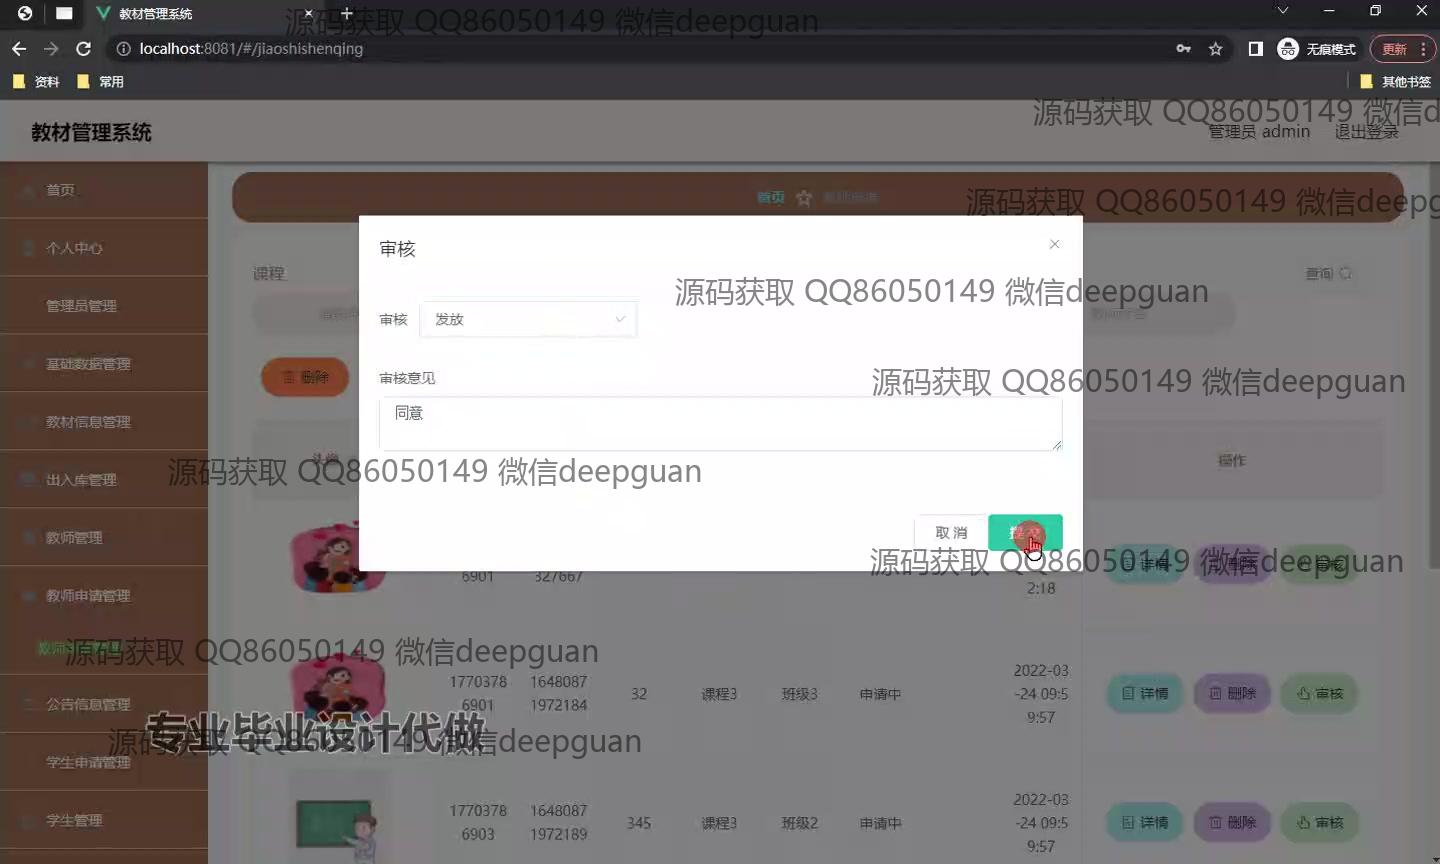 教材管理系统
源码获取 QQ86050149 微信deepguan
localhost:8081/#/jiaoshishenqing
无痕模式
更新
资料
常用
其他书签
源码获取 QQ86050149 微信d
教材管理系统
管理员 admin
退出登录
首页
首页
源码获取 QQ86050149 微信deepg
个人中心
审核
课程
查询
源码获取 QQ86050149 微信deepguan
管理员管理
审核
发放
基础数据管理
删除
审核意见
源码获取 QQ86050149 微信deepguan
教材信息管理
同意
操作
源码获取 QQ86050149 微信deepguan
出入库管理
教师管理
取 消
源码获取 QQ86050149 微信deepguan
详情
删除
审核
6901
327667
2:18
教师申请管理
源码获取 QQ86050149 微信deepguan
1770378
6901
1648087
1972184
32
课程3
班级3
申请中
2022-03
-24 09:5
9:57
详情
删除
审核
公告信息管理
专业毕业设计代做
源码获取 QQ86050149 微信deepguan
学生申请管理
学生管理
1770378
6903
1648087
1972189
345
课程3
班级2
申请中
2022-03
-24 09:5
9:57
详情
删除
审核